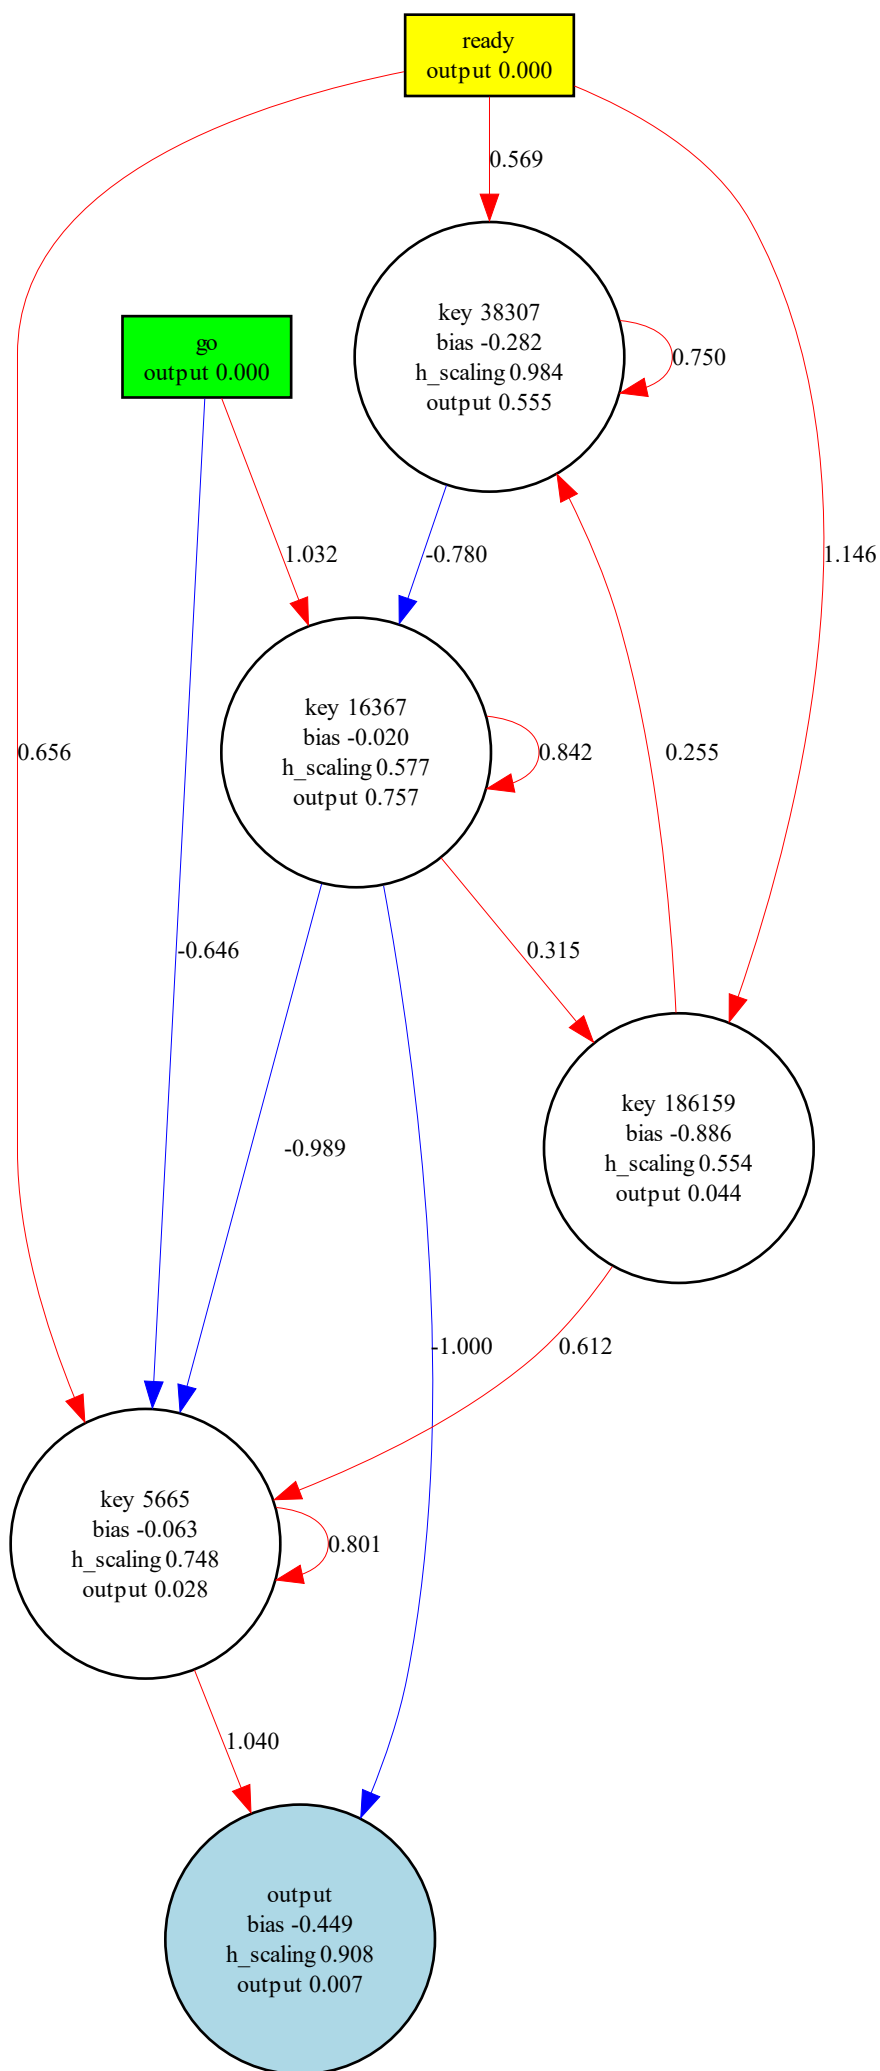 ready
output 0.000
0.569
key 38307
bias -0.282
h_scaling 0.984
output 0.555
0.750
go
output 0.000
1.032
-0.780
1.146
key 16367
bias -0.020
h_scaling 0.577
output 0.757
0.842
0.656
0.255
-0.646
0.315
-0.989
key 186159
bias -0.886
h_scaling 0.554
output 0.044
-1.000
0.612
key 5665
bias -0.063
h_scaling 0.748
output 0.028
0.801
1.040
output
bias -0.449
h_scaling 0.908
output 0.007